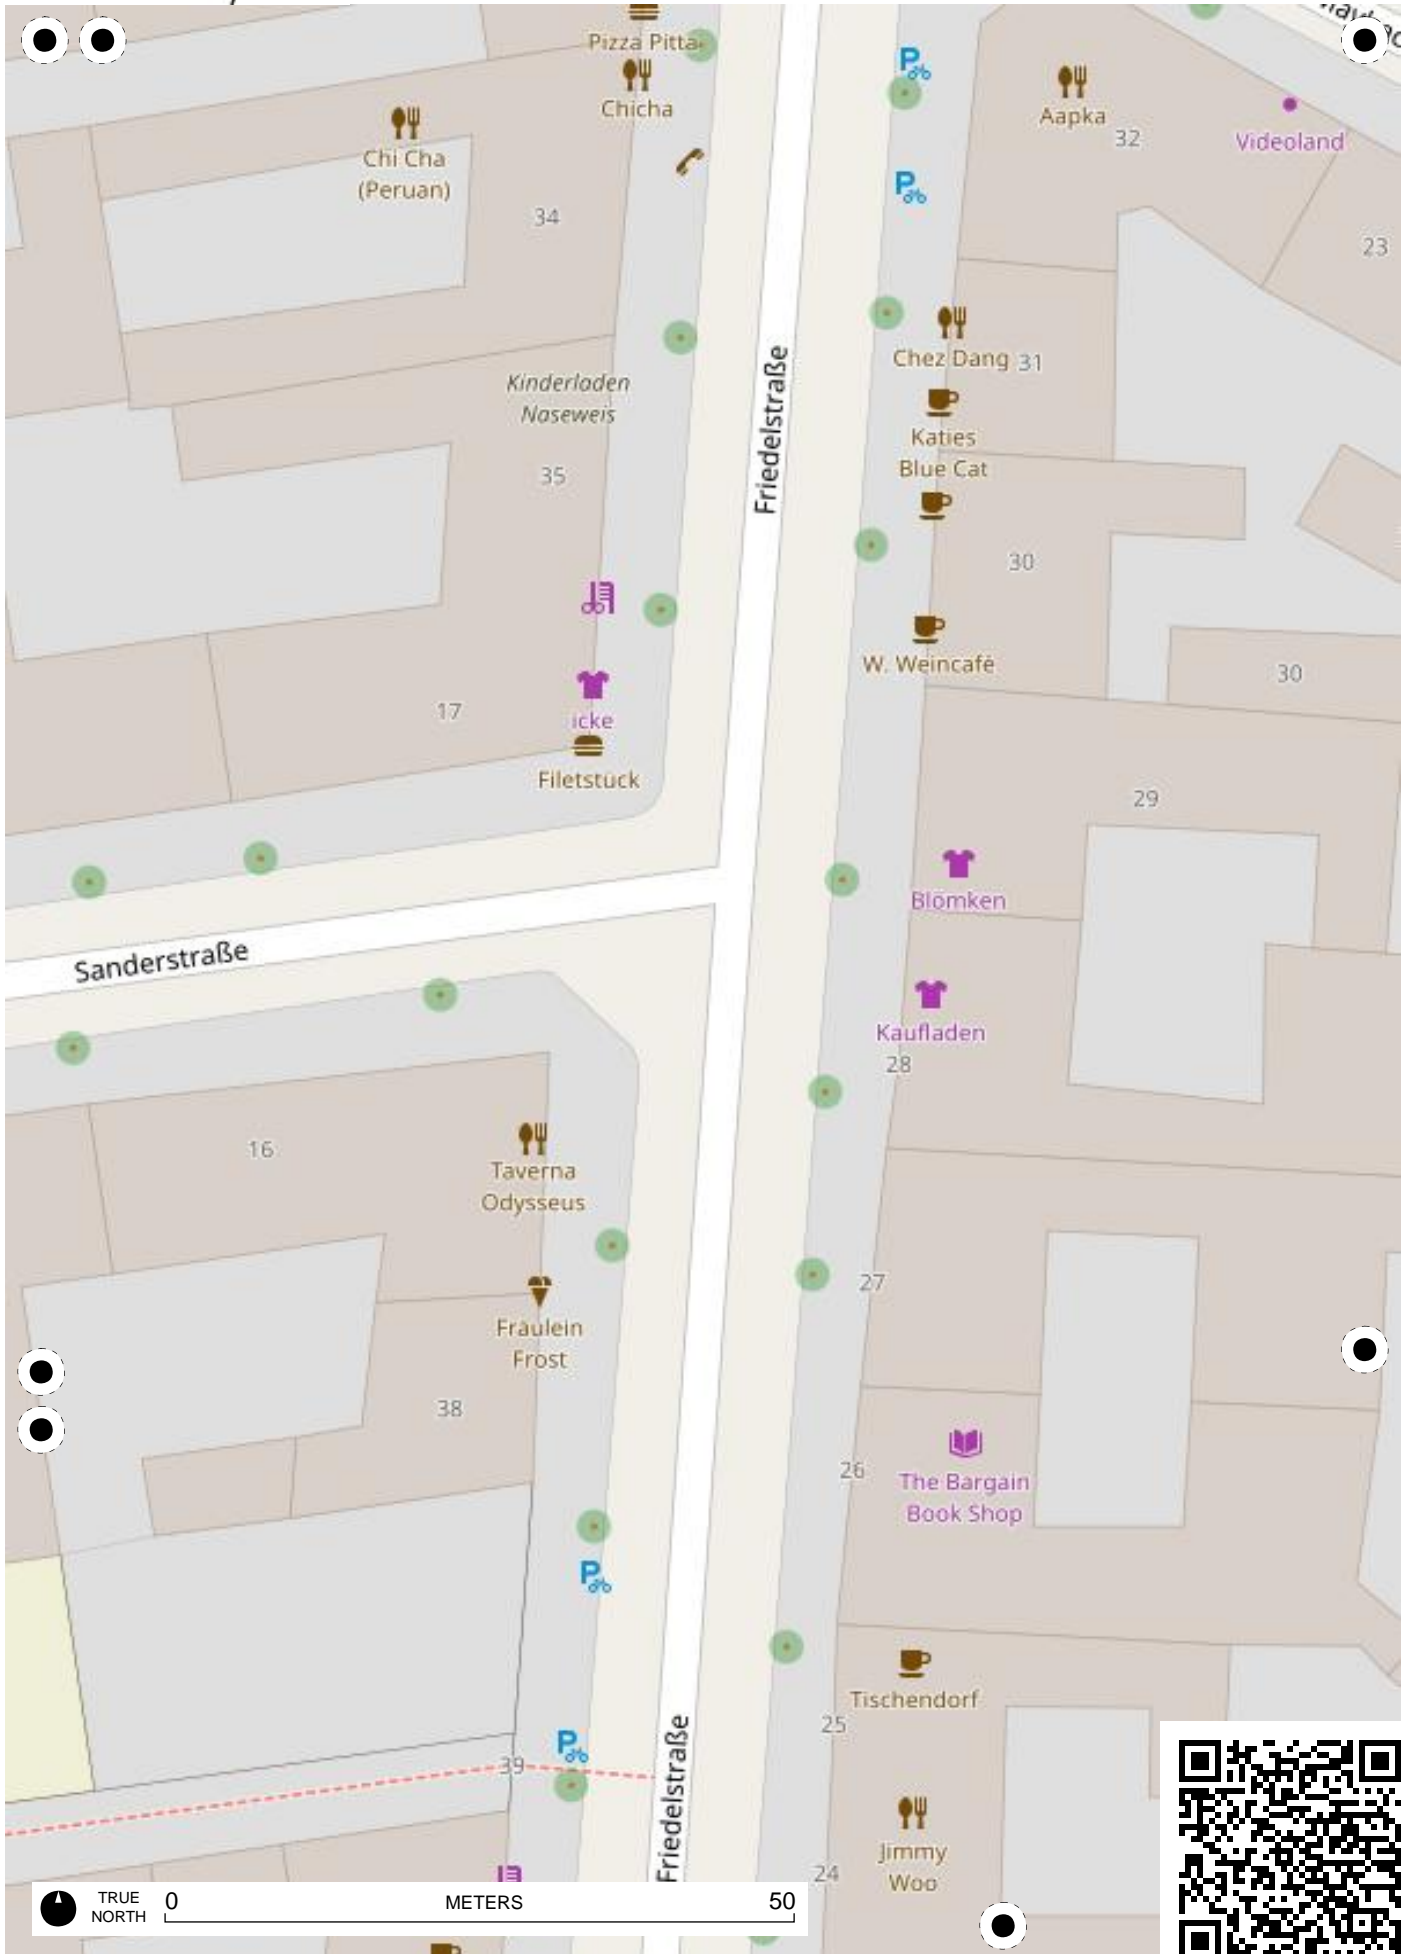 Pizza Pitta
Chicha
Aapka
32
Videoland
Chi Cha
(Peruan)
34
23
Chez Dang
31
Kinderladen
Naseweis
Friedelstraße
Katies
Blue Cat
35
30
W. Weincafé
30
17
icke
Filetstück
29
Blömken
Sanderstraße
Kaufladen
28
16
Taverna
Odysseus
27
Fräulein
Frost
38
26
The Bargain
Book Shop
Tischendorf
25
Friedelstraße
39
Jimmy
Woo
24
TRUE
NORTH
0
METERS
50